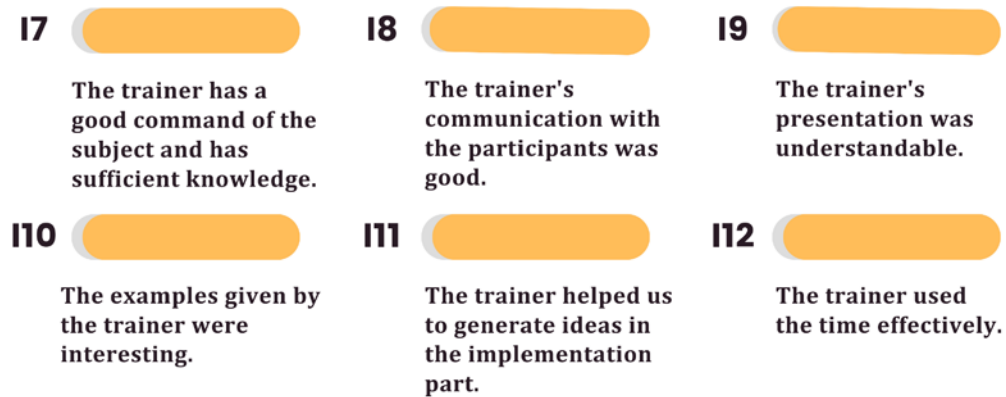 I7
The trainer has a
good command of the
subject and has
sufficient knowledge.
I8
The trainer's
communication with
the participants was
good.
I9
The trainer's
presentation was
understandable.
I10
The examples given by
the trainer were
interesting.
I11
The trainer helped us
to generate ideas in
the implementation
part.
I12
The trainer used
the time effectively.